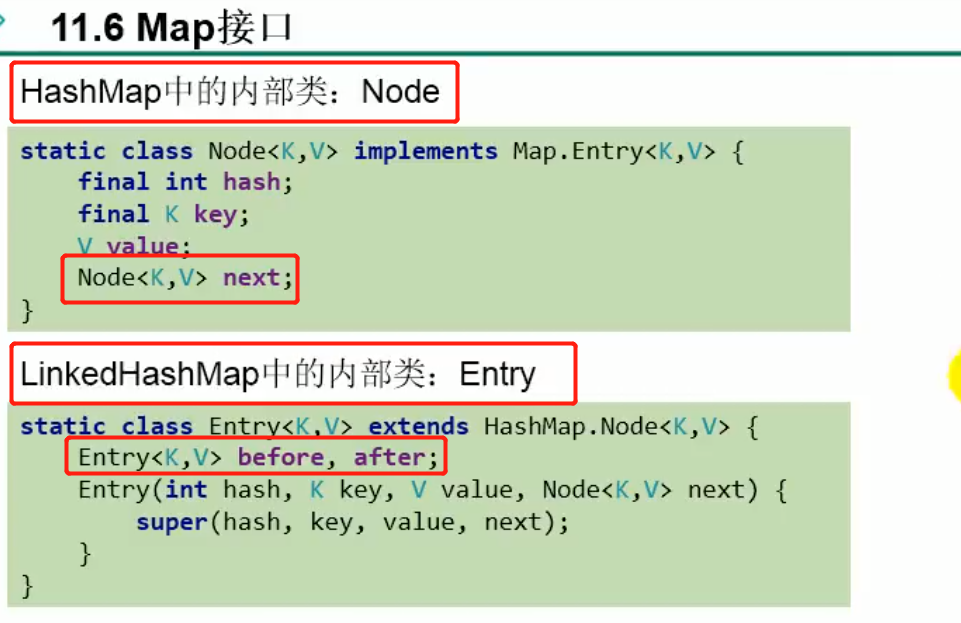 11.6 Map接口
HashMap中的内部类：Node
static class Node<K,V> implements Map.Entry<K,V> {
final int hash;
final K key;
V value;
Node<K,V> next;
}
LinkedHashMap中的内部类：Entry
static class Entry<K,V> extends HashMap.Node<K,V> {
Entry<K,V> before, after;
Entry(int hash, K key, V value, Node<K,V> next) {
super(hash, key, value, next);
}
}